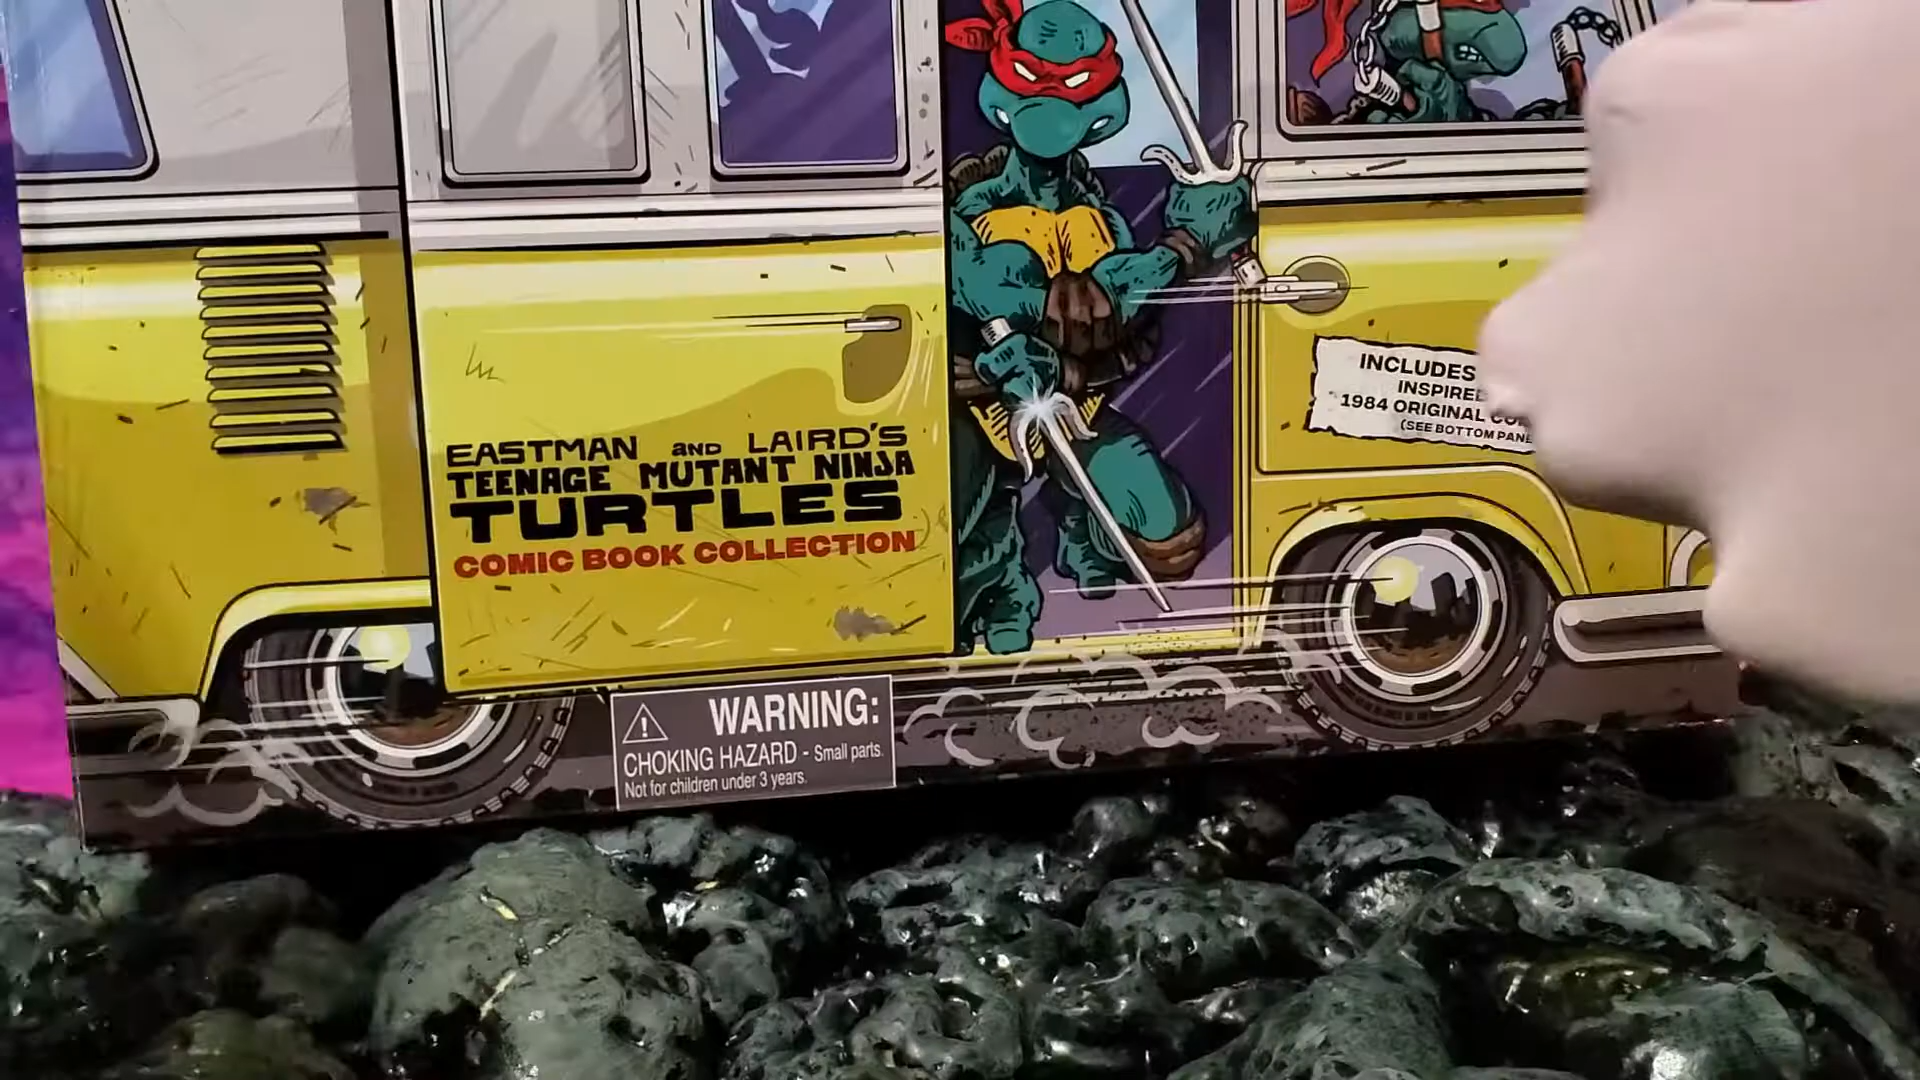 EASTMAN AND LAIRD'S
TEENAGE MUTANT NINJA
TURTLES
COMIC BOOK COLLECTION
INCLUDES
INSPIRED
1984 ORIGINAL
(SEE BOTTOM
WARNING:
CHOKING HAZARD - Small parts.
Not for children under 3 years.